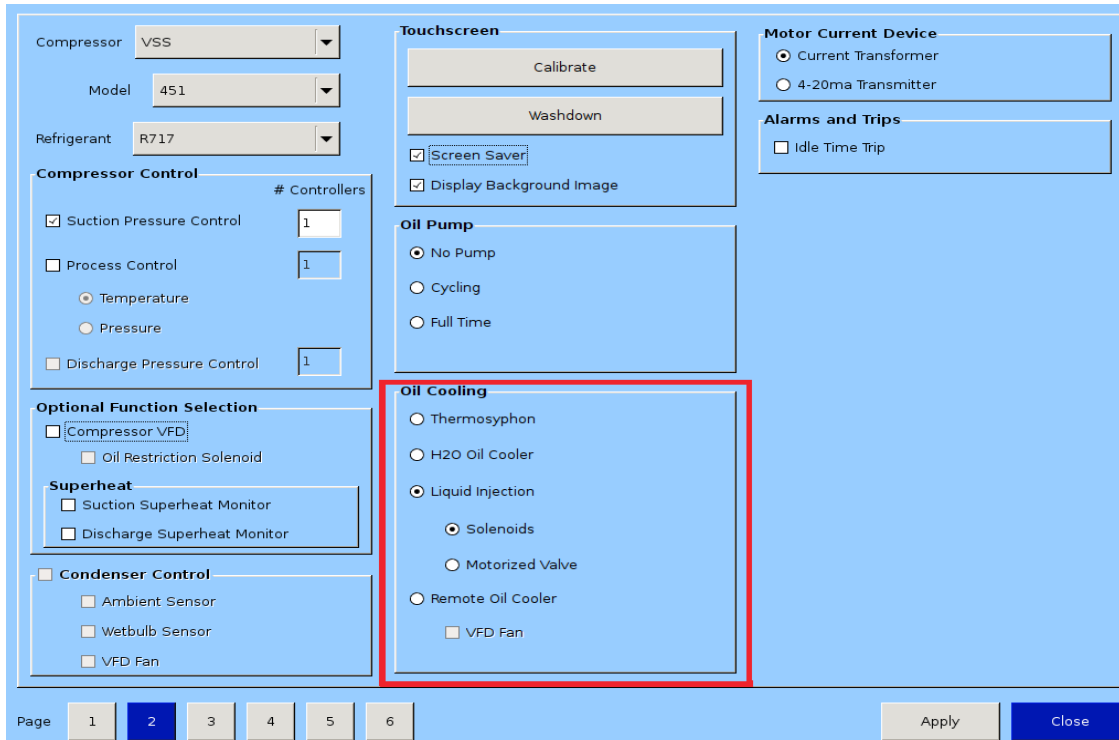 Compressor VSS
Model 451
Refrigerant R717
Compressor Control
# Controllers
Suction Pressure Control 1
Process Control 1
Temperature
Pressure
Discharge Pressure Control 1
Optional Function Selection
Compressor VFD
Oil Restriction Solenoid
Superheat
Suction Superheat Monitor
Discharge Superheat Monitor
Condenser Control
Ambient Sensor
Wetbulb Sensor
VFD Fan
Touchscreen
Calibrate
Washdown
Screen Saver
Display Background Image
Oil Pump
No Pump
Cycling
Full Time
Oil Cooling
Thermosyphon
H2O Oil Cooler
Liquid Injection
Solenoids
Motorized Valve
Remote Oil Cooler
VFD Fan
Motor Current Device
Current Transformer
4-20ma Transmitter
Alarms and Trips
Idle Time Trip
Page 1 2 3 4 5 6 Apply Close